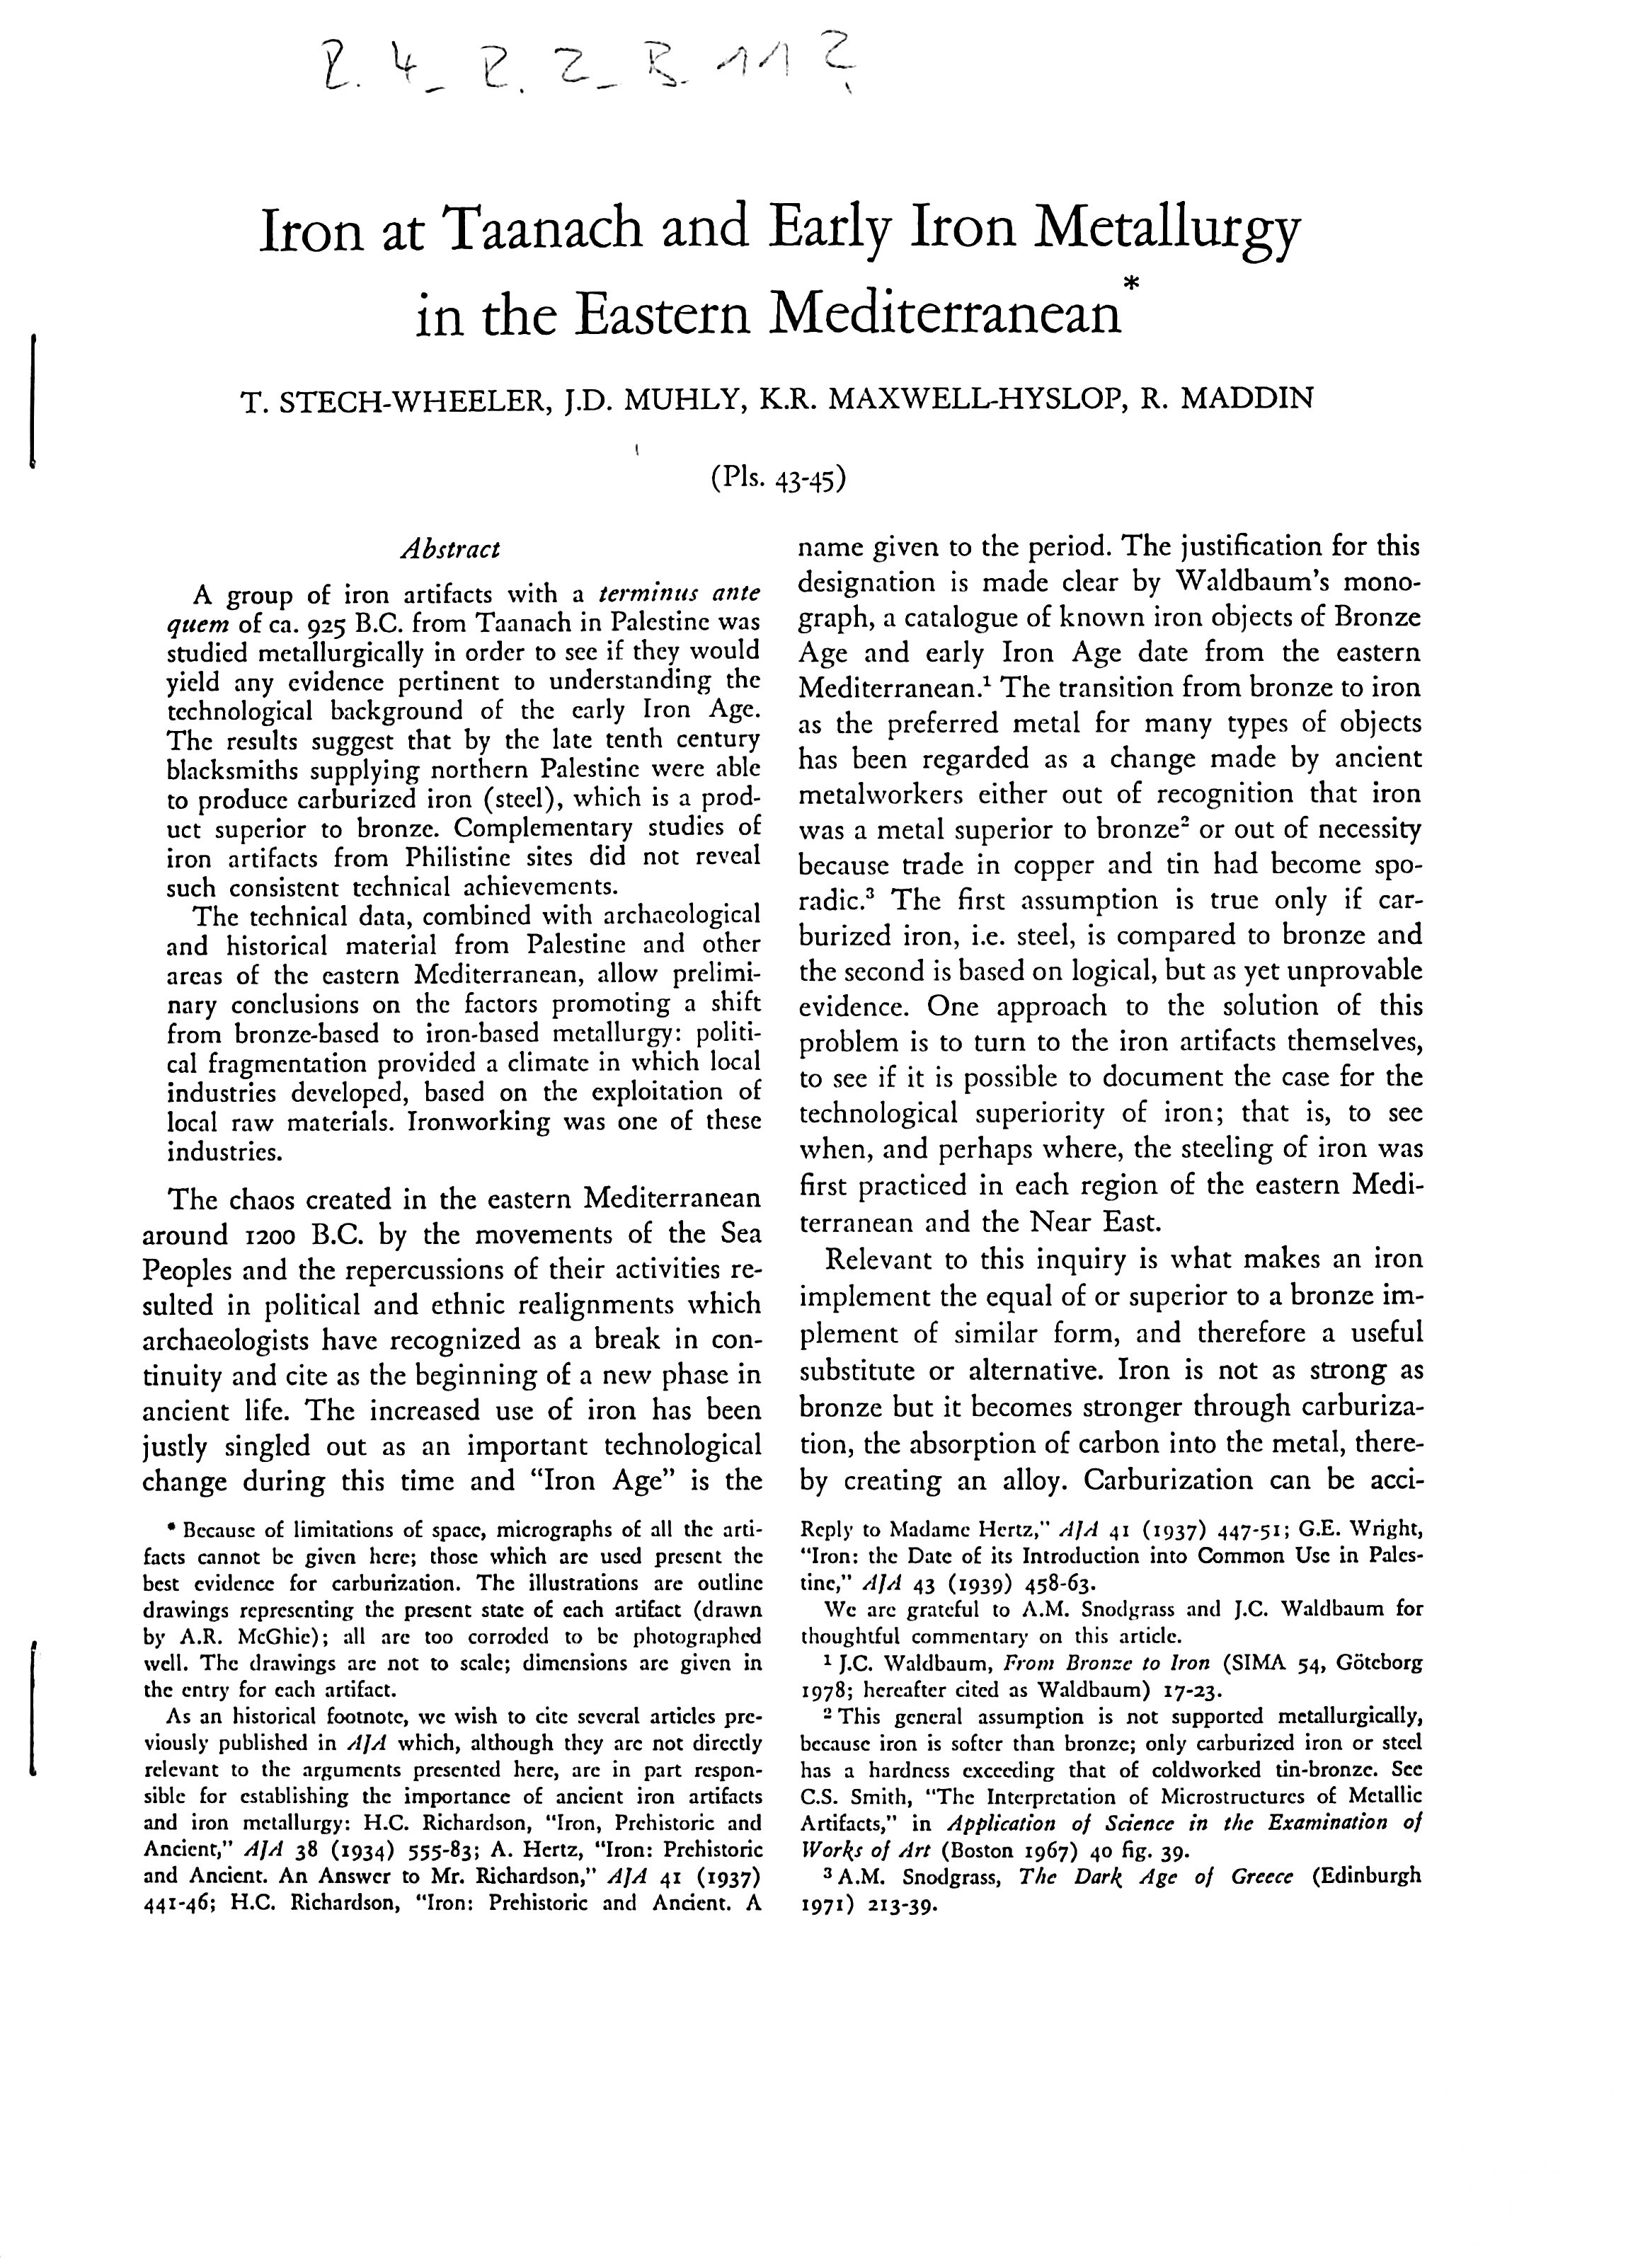 Iron at Taanach and Early Iron Metallurgy
in the Eastern Mediterranean*
T. STECH-WHEELER, J.D. MUHLY, K.R. MAXWELL-HYSLOP, R. MADDIN
(Pls. 43-45)
Abstract
A group of iron artifacts with a terminus ante
quem of ca. 925 B.C. from Taanach in Palestine was
studied metallurgically in order to see if they would
yield any evidence pertinent to understanding the
technological background of the early Iron Age.
The results suggest that by the late tenth century
blacksmiths supplying northern Palestine were able
to produce carburized iron (steel), which is a prod-
uct superior to bronze. Complementary studies of
iron artifacts from Philistine sites did not reveal
such consistent technical achievements.
The technical data, combined with archaeological
and historical material from Palestine and other
areas of the eastern Mediterranean, allow prelimi-
nary conclusions on the factors promoting a shift
from bronze-based to iron-based metallurgy: politi-
cal fragmentation provided a climate in which local
industries developed, based on the exploitation of
local raw materials. Ironworking was one of these
industries.
The chaos created in the eastern Mediterranean
around 1200 B.C. by the movements of the Sea
Peoples and the repercussions of their activities re-
sulted in political and ethnic realignments which
archaeologists have recognized as a break in con-
tinuity and cite as the beginning of a new phase in
ancient life. The increased use of iron has been
justly singled out as an important technological
change during this time and "Iron Age" is the
name given to the period. The justification for this
designation is made clear by Waldbaum's mono-
graph, a catalogue of known iron objects of Bronze
Age and early Iron Age date from the eastern
Mediterranean.¹ The transition from bronze to iron
as the preferred metal for many types of objects
has been regarded as a change made by ancient
metalworkers either out of recognition that iron
was a metal superior to bronze² or out of necessity
because trade in copper and tin had become spo-
radic.³ The first assumption is true only if car-
burized iron, i.e. steel, is compared to bronze and
the second is based on logical, but as yet unprovable
evidence. One approach to the solution of this
problem is to turn to the iron artifacts themselves,
to see if it is possible to document the case for the
technological superiority of iron; that is, to see
when, and perhaps where, the steeling of iron was
first practiced in each region of the eastern Medi-
terranean and the Near East.
Relevant to this inquiry is what makes an iron
implement the equal of or superior to a bronze im-
plement of similar form, and therefore a useful
substitute or alternative. Iron is not as strong as
bronze but it becomes stronger through carburiza-
tion, the absorption of carbon into the metal, there-
by creating an alloy. Carburization can be acci-
* Because of limitations of space, micrographs of all the arti-
facts cannot be given here; those which are used present the
best evidence for carburization. The illustrations are outline
drawings representing the present state of each artifact (drawn
by A.R. McGhie); all are too corroded to be photographed
well. The drawings are not to scale; dimensions are given in
the entry for each artifact.
As an historical footnote, we wish to cite several articles pre-
viously published in AJA which, although they are not directly
relevant to the arguments presented here, are in part respon-
sible for establishing the importance of ancient iron artifacts
and iron metallurgy: H.C. Richardson, "Iron, Prehistoric and
Ancient," AJA 38 (1934) 555-83; A. Hertz, "Iron: Prehistoric
and Ancient. An Answer to Mr. Richardson," AJA 41 (1937)
441-46; H.C. Richardson, "Iron: Prehistoric and Ancient. A
Reply to Madame Hertz," AJA 41 (1937) 447-51; G.E. Wright,
"Iron: the Date of its Introduction into Common Use in Pales-
tine," AJA 43 (1939) 458-63.
We are grateful to A.M. Snodgrass and J.C. Waldbaum for
thoughtful commentary on this article.
¹ J.C. Waldbaum, From Bronze to Iron (SIMA 54, Göteborg
1978; hereafter cited as Waldbaum) 17-23.
² This general assumption is not supported metallurgically,
because iron is softer than bronze; only carburized iron or steel
has a hardness exceeding that of coldworked tin-bronze. See
C.S. Smith, "The Interpretation of Microstructures of Metallic
Artifacts," in Application of Science in the Examination of
Works of Art (Boston 1967) 40 fig. 39.
³ A.M. Snodgrass, The Dark Age of Greece (Edinburgh
1971) 213-39.